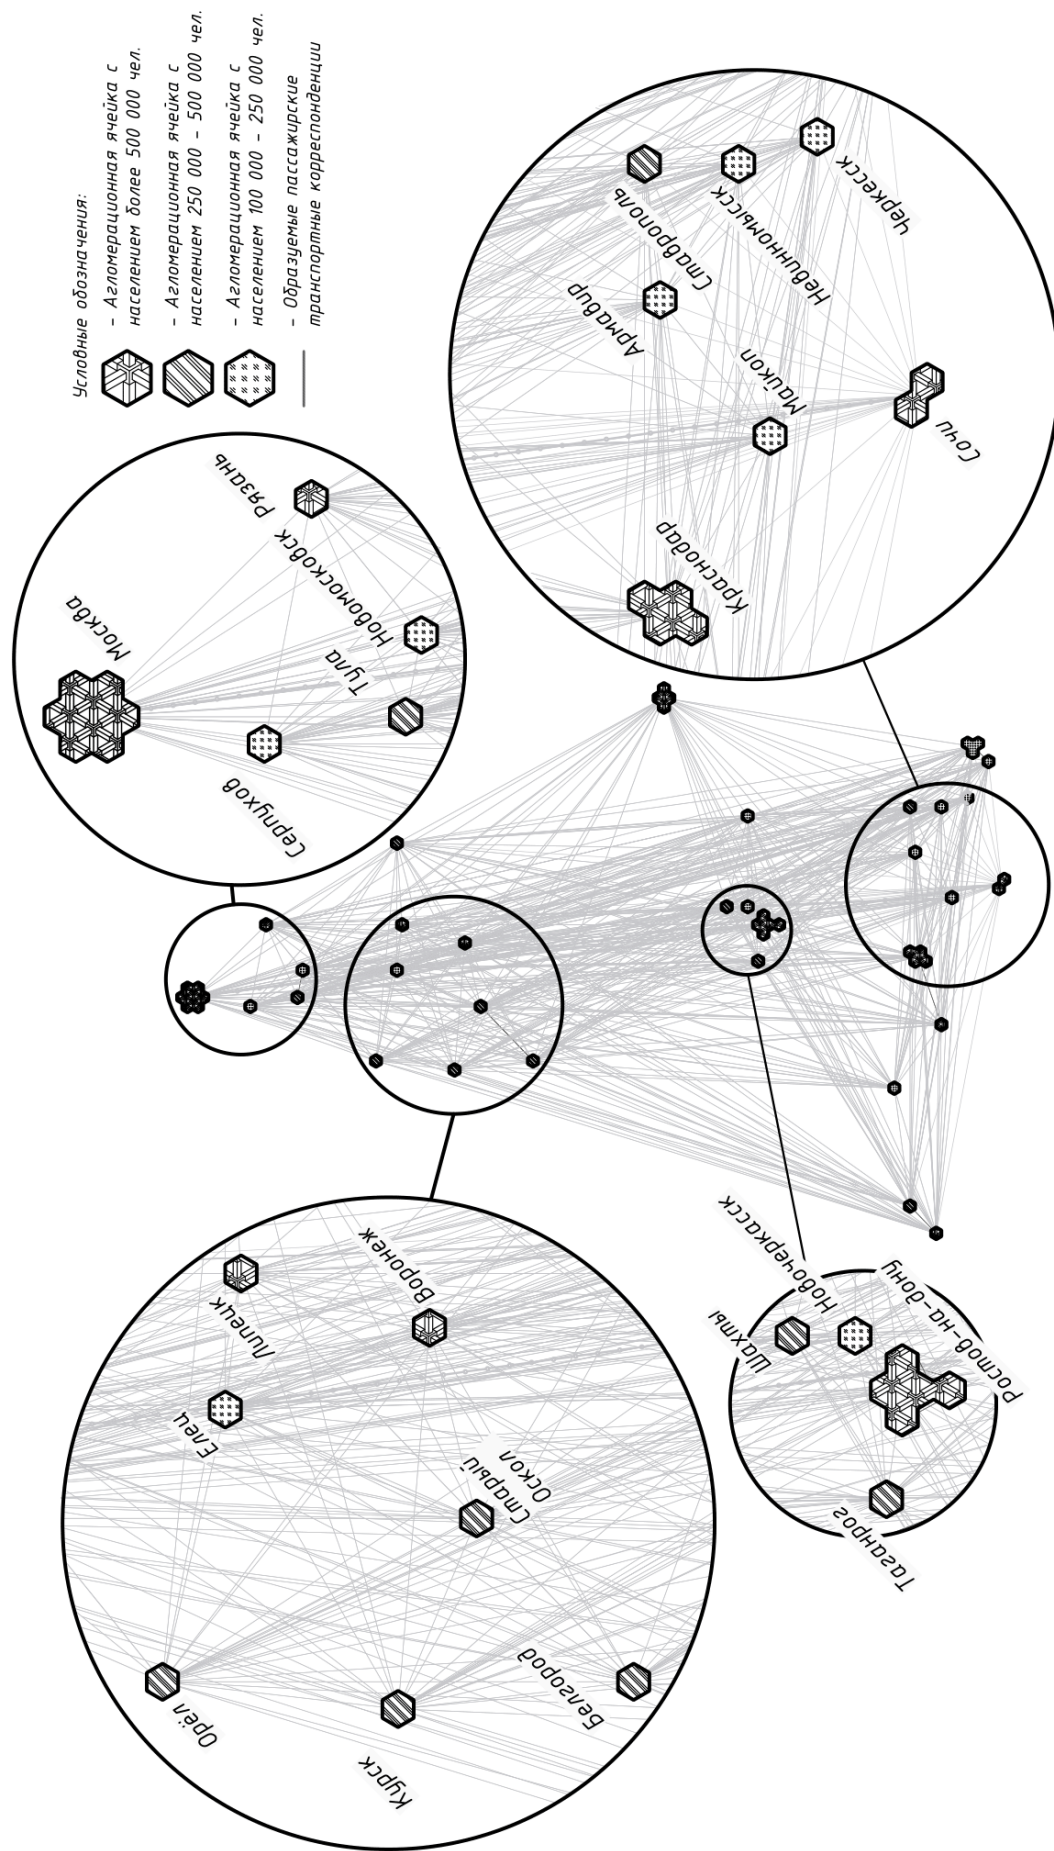 Условные обозначения:
- Агломерационная ячейка с
населением более 500 000 чел.
- Агломерационная ячейка с
населением 250 000 - 500 000 чел.
- Агломерационная ячейка с
населением 100 000 - 250 000 чел.
- Образуемые пассажирские
транспортные корреспонденции
Москва
Рязань
Новомосковск
Тула
Серпухов
Черкесск
Невинномысск
Ставрополь
Армавир
Майкоп
Сочи
Краснодар
Воронеж
Липецк
Елец
Старый
Оскол
Орёл
Курск
Белгород
Новочеркасск
Шахты
Ростов-на-Дону
Таганрог